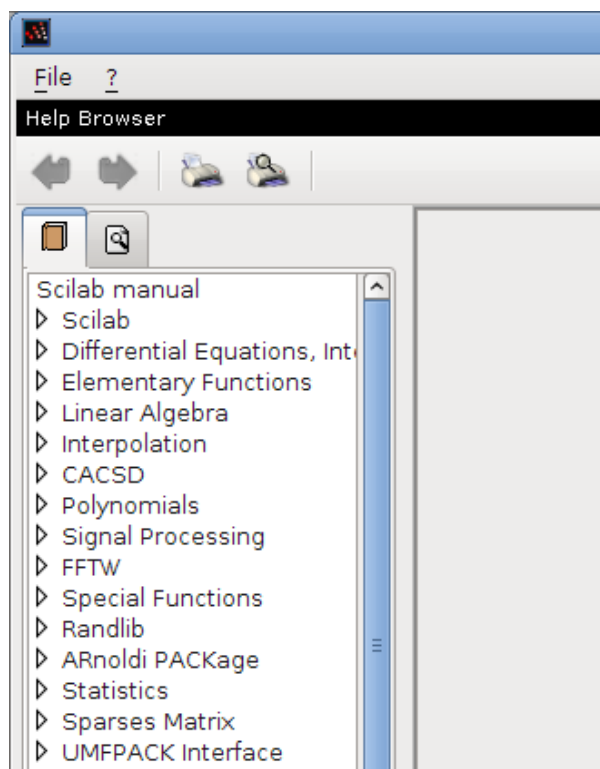 File ?
Help Browser
Scilab manual
Scilab
Differential Equations, Inte
Elementary Functions
Linear Algebra
Interpolation
CACSD
Polynomials
Signal Processing
FFTW
Special Functions
Randlib
ARnoldi PACKage
Statistics
Sparses Matrix
UMFPACK Interface